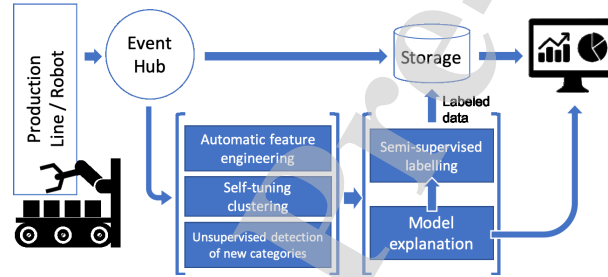 Production
Line / Robot
Event
Hub
Storage
Labeled
data
Automatic feature
engineering
Self-tuning
clustering
Unsupervised detection
of new categories
Semi-supervised
labelling
Model
explanation
Pre